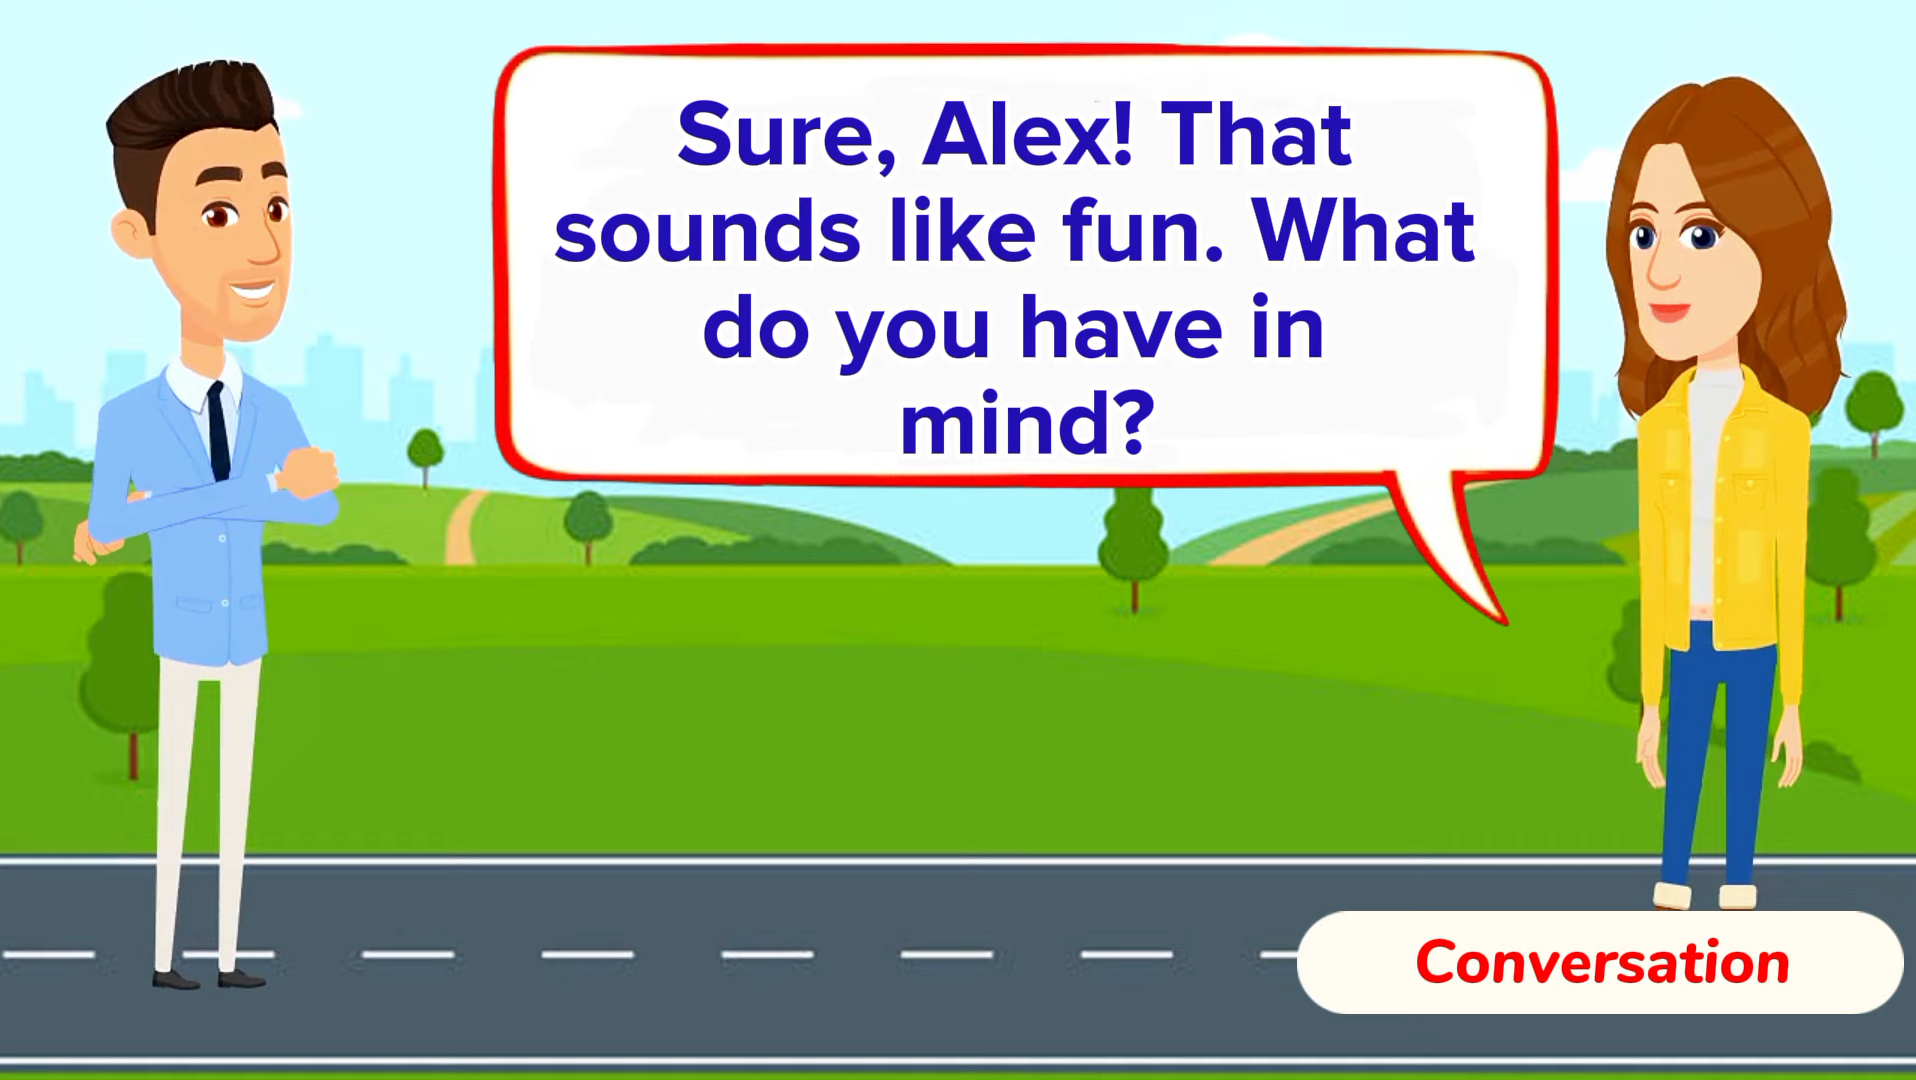 Sure, Alex! That
sounds like fun. What
do you have in
mind?
Conversation